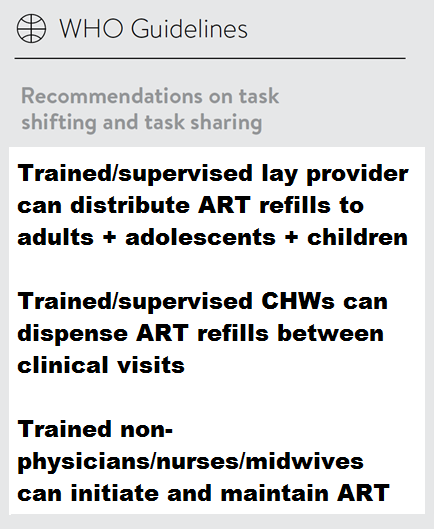 WHO Guidelines
Recommendations on task
shifting and task sharing
Trained/supervised lay provider
can distribute ART refills to
adults + adolescents + children
Trained/supervised CHWs can
dispense ART refills between
clinical visits
Trained non-
physicians/nurses/midwives
can initiate and maintain ART